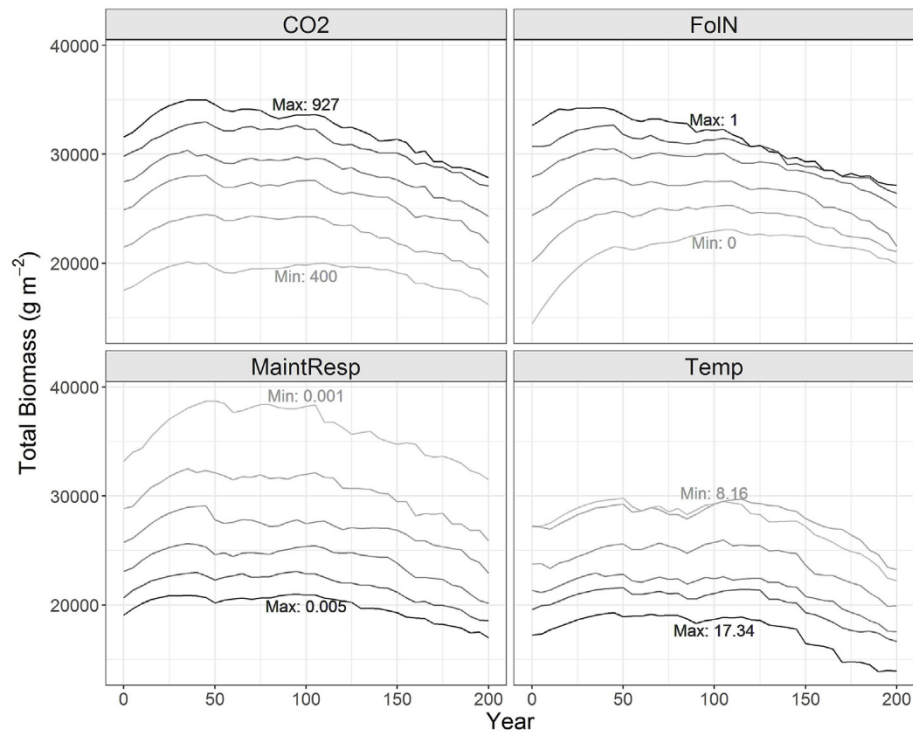 CO2
FolN
40000
30000
20000
Max: 927
Min: 400
Max: 1
Min: 0
MaintResp
Temp
40000
30000
20000
Min: 0.001
Max: 0.005
Min: 8.16
Max: 17.34
0 50 100 150 200
0 50 100 150 200
Year
Total Biomass (g m⁻²)